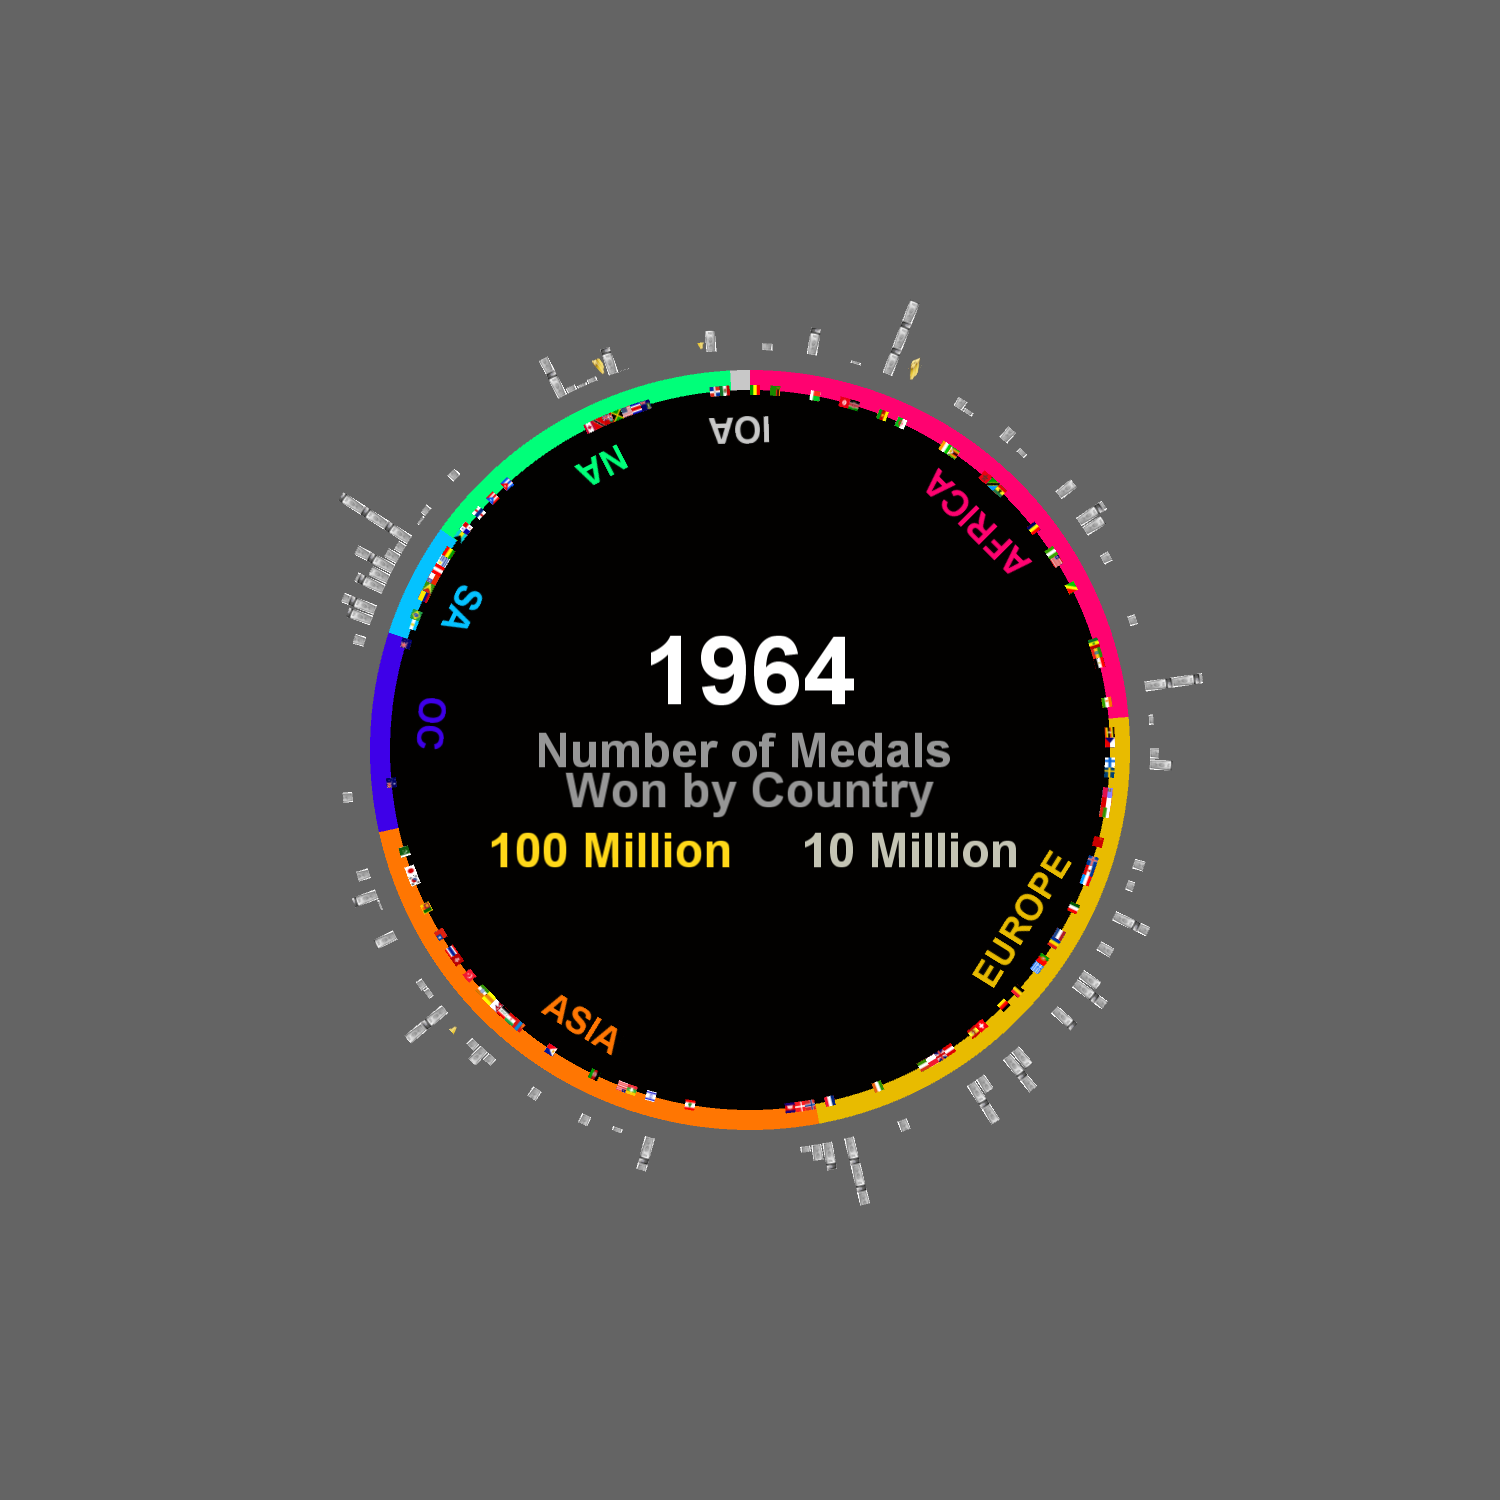 IOA
NA
AFRICA
SA
1964
OC
Number of Medals
Won by Country
100 Million 10 Million
EUROPE
ASIA